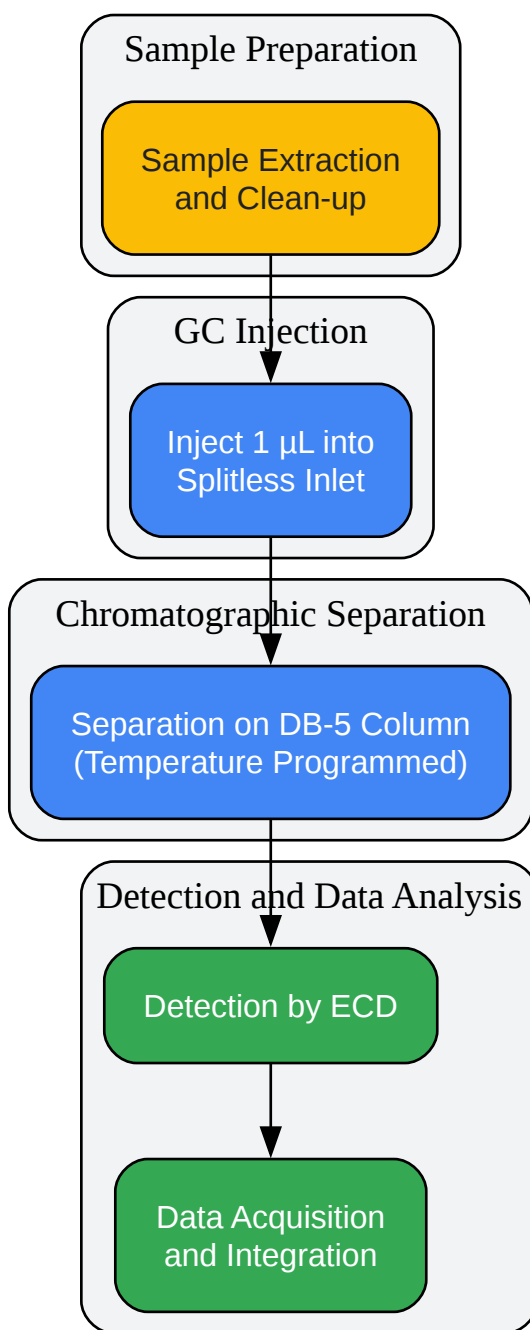 Sample Preparation
Sample Extraction
and Clean-up
GC Injection
Inject 1 µL into
Splitless Inlet
Chromatographic Separation
Separation on DB-5 Column
(Temperature Programmed)
Detection and Data Analysis
Detection by ECD
Data Acquisition
and Integration